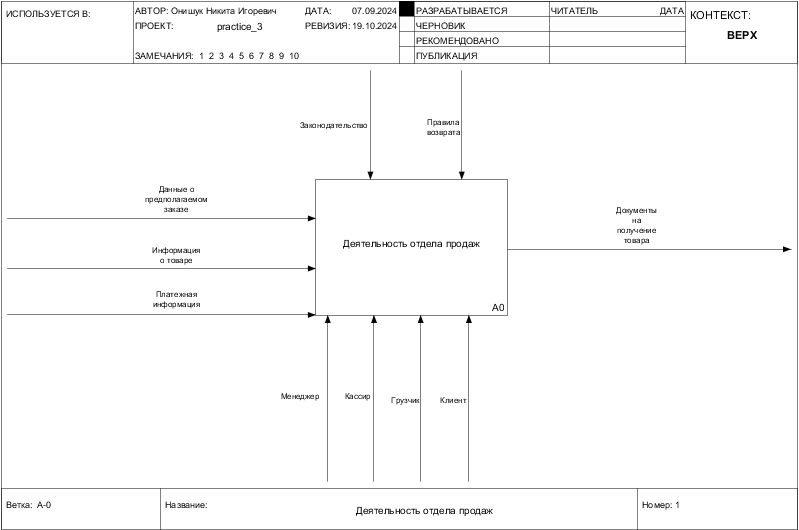 ИСПОЛЬЗУЕТСЯ В:
АВТОР: Онишук Никита Игоревич
ДАТА: 07.09.2024
РАЗРАБАТЫВАЕТСЯ
ЧИТАТЕЛЬ
ДАТА
КОНТЕКСТ:
ПРОЕКТ: practice_3
РЕВИЗИЯ: 19.10.2024
ЧЕРНОВИК
ВЕРХ
РЕКОМЕНДОВАНО
ЗАМЕЧАНИЯ: 1 2 3 4 5 6 7 8 9 10
ПУБЛИКАЦИЯ
Законодательство
Правила
возврата
Данные о
предполагаемом
заказе
Информация
о товаре
Платежная
информация
Деятельность отдела продаж
A0
Документы
на
получение
товара
Менеджер
Кассир
Грузчик
Клиент
Ветка: A-0
Название:
Деятельность отдела продаж
Номер: 1